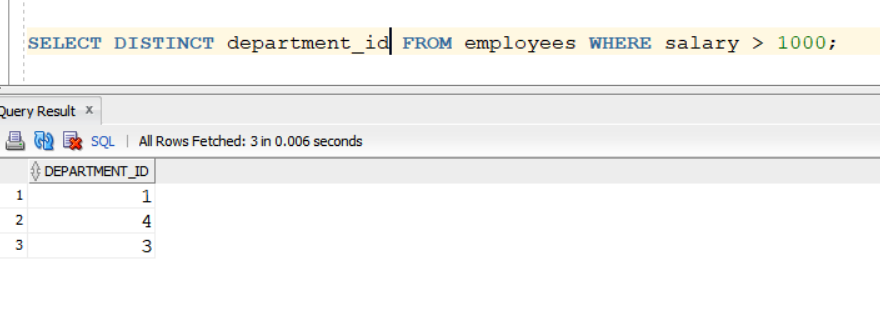 SELECT DISTINCT department_id FROM employees WHERE salary > 1000;
Query Result x
SQL | All Rows Fetched: 3 in 0.006 seconds
DEPARTMENT_ID
1 1
2 4
3 3